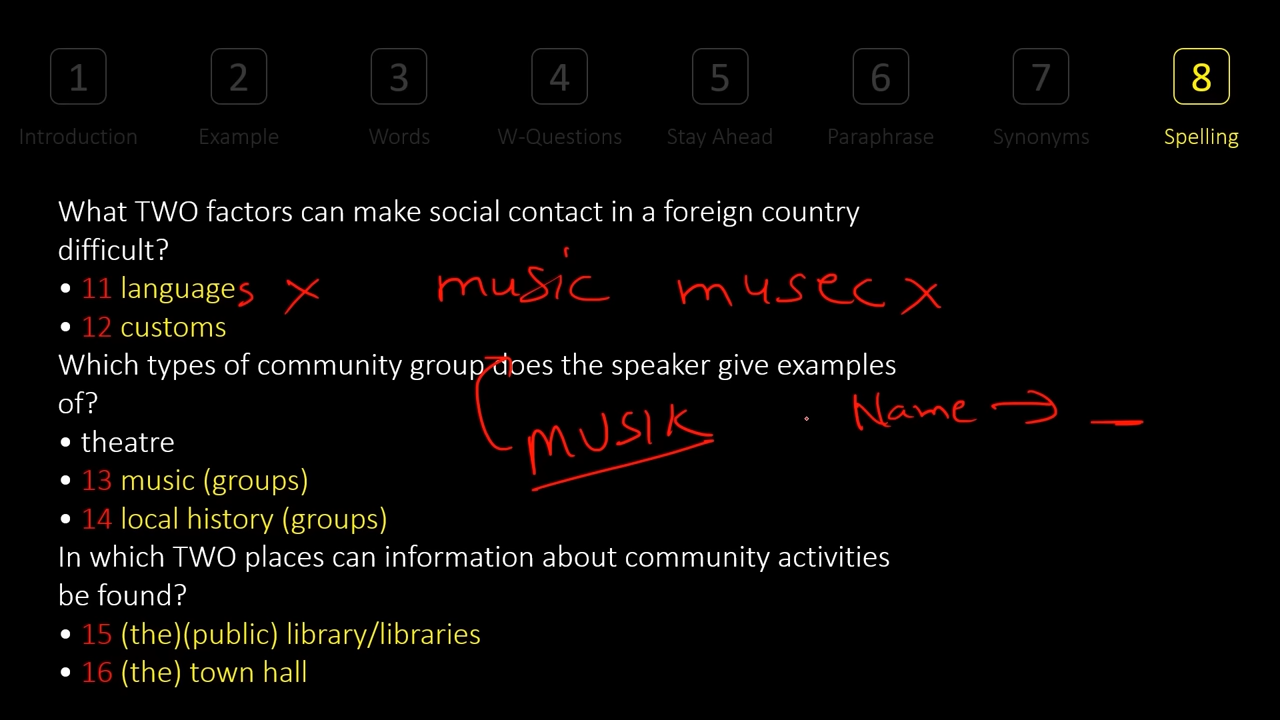 1 2 3 4 5 6 7 8
Introduction Example Words W-Questions Stay Ahead Paraphrase Synonyms Spelling
What TWO factors can make social contact in a foreign country
difficult?
• 11 languages x music musec x
• 12 customs
Which types of community group does the speaker give examples
of?
• theatre
musik Name → _
• 13 music (groups)
• 14 local history (groups)
In which TWO places can information about community activities
be found?
• 15 (the)(public) library/libraries
• 16 (the) town hall